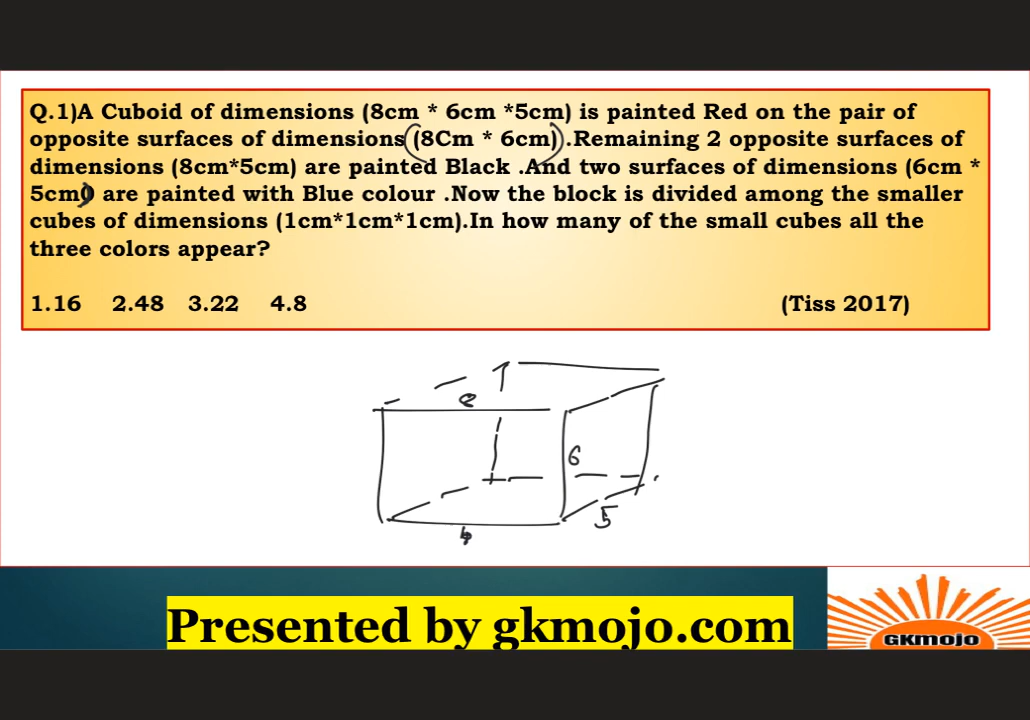 Q.1)A Cuboid of dimensions (8cm * 6cm *5cm) is painted Red on the pair of
opposite surfaces of dimensions (8Cm * 6cm) .Remaining 2 opposite surfaces of
dimensions (8cm*5cm) are painted Black .And two surfaces of dimensions (6cm *
5cm) are painted with Blue colour .Now the block is divided among the smaller
cubes of dimensions (1cm*1cm*1cm).In how many of the small cubes all the
three colors appear?
1.16 2.48 3.22 4.8 (Tiss 2017)
6
5
Presented by gkmojo.com
GKmojo